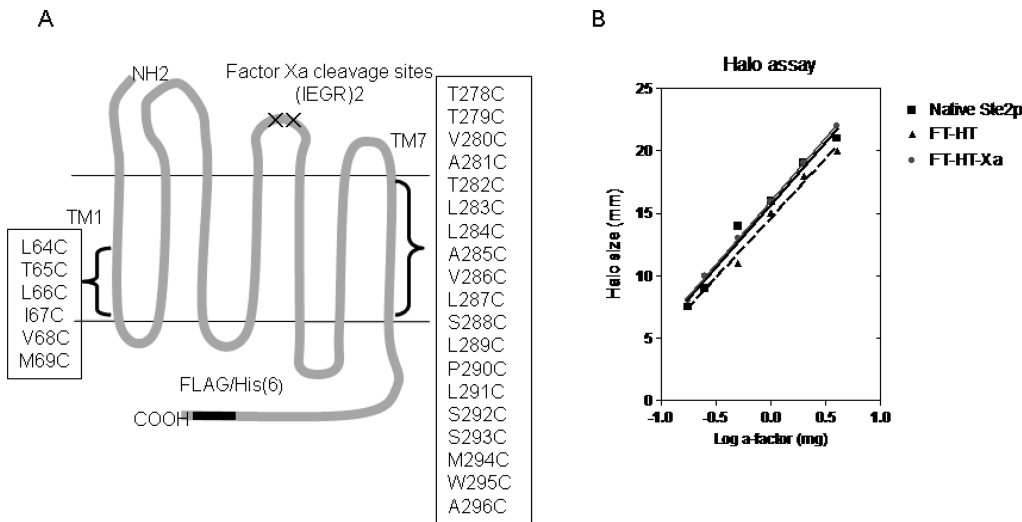 A
NH2
Factor Xa cleavage sites
(IEGR)2
TM7
TM1
L64C
T65C
L66C
I67C
V68C
M69C
FLAG/His(6)
COOH
T278C
T279C
V280C
A281C
T282C
L283C
L284C
A285C
V286C
L287C
S288C
L289C
P290C
L291C
S292C
S293C
M294C
W295C
A296C
B
Halo assay
Halo size (mm)
25
20
15
10
5
0
-1.0 -0.5 0.0 0.5 1.0
Log a-factor (mg)
Native Ste2p
FT-HT
FT-HT-Xa